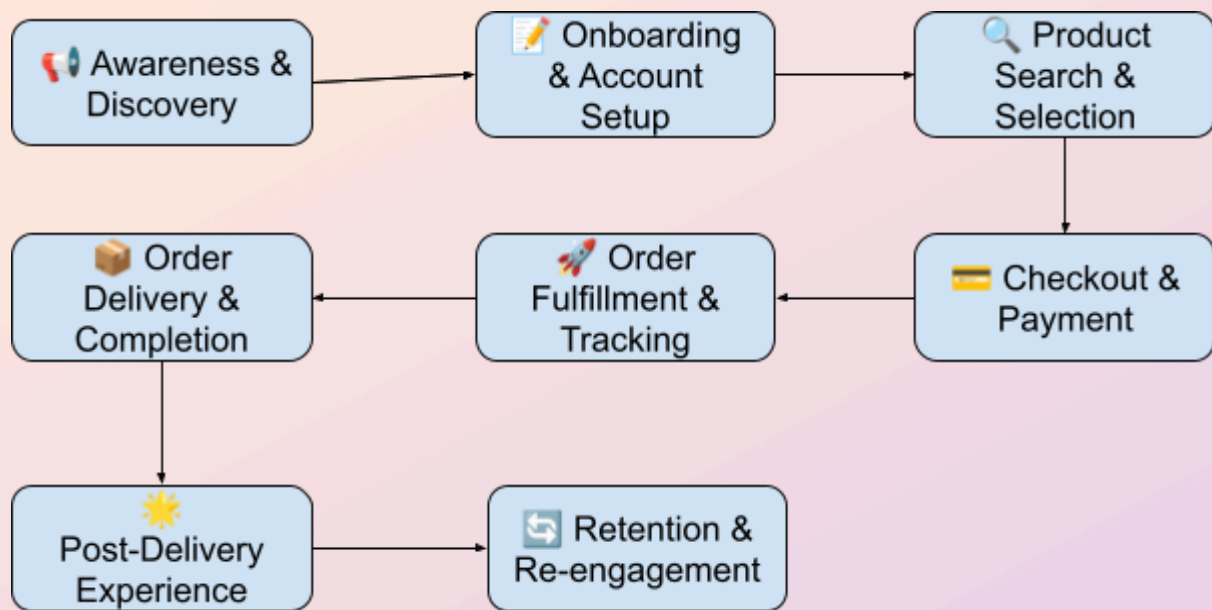 📢 Awareness &
Discovery
📝 Onboarding
& Account
Setup
🔍 Product
Search &
Selection
💳 Checkout &
Payment
🚀 Order
Fulfillment &
Tracking
📦 Order
Delivery &
Completion
🌟
Post-Delivery
Experience
🔄 Retention &
Re-engagement